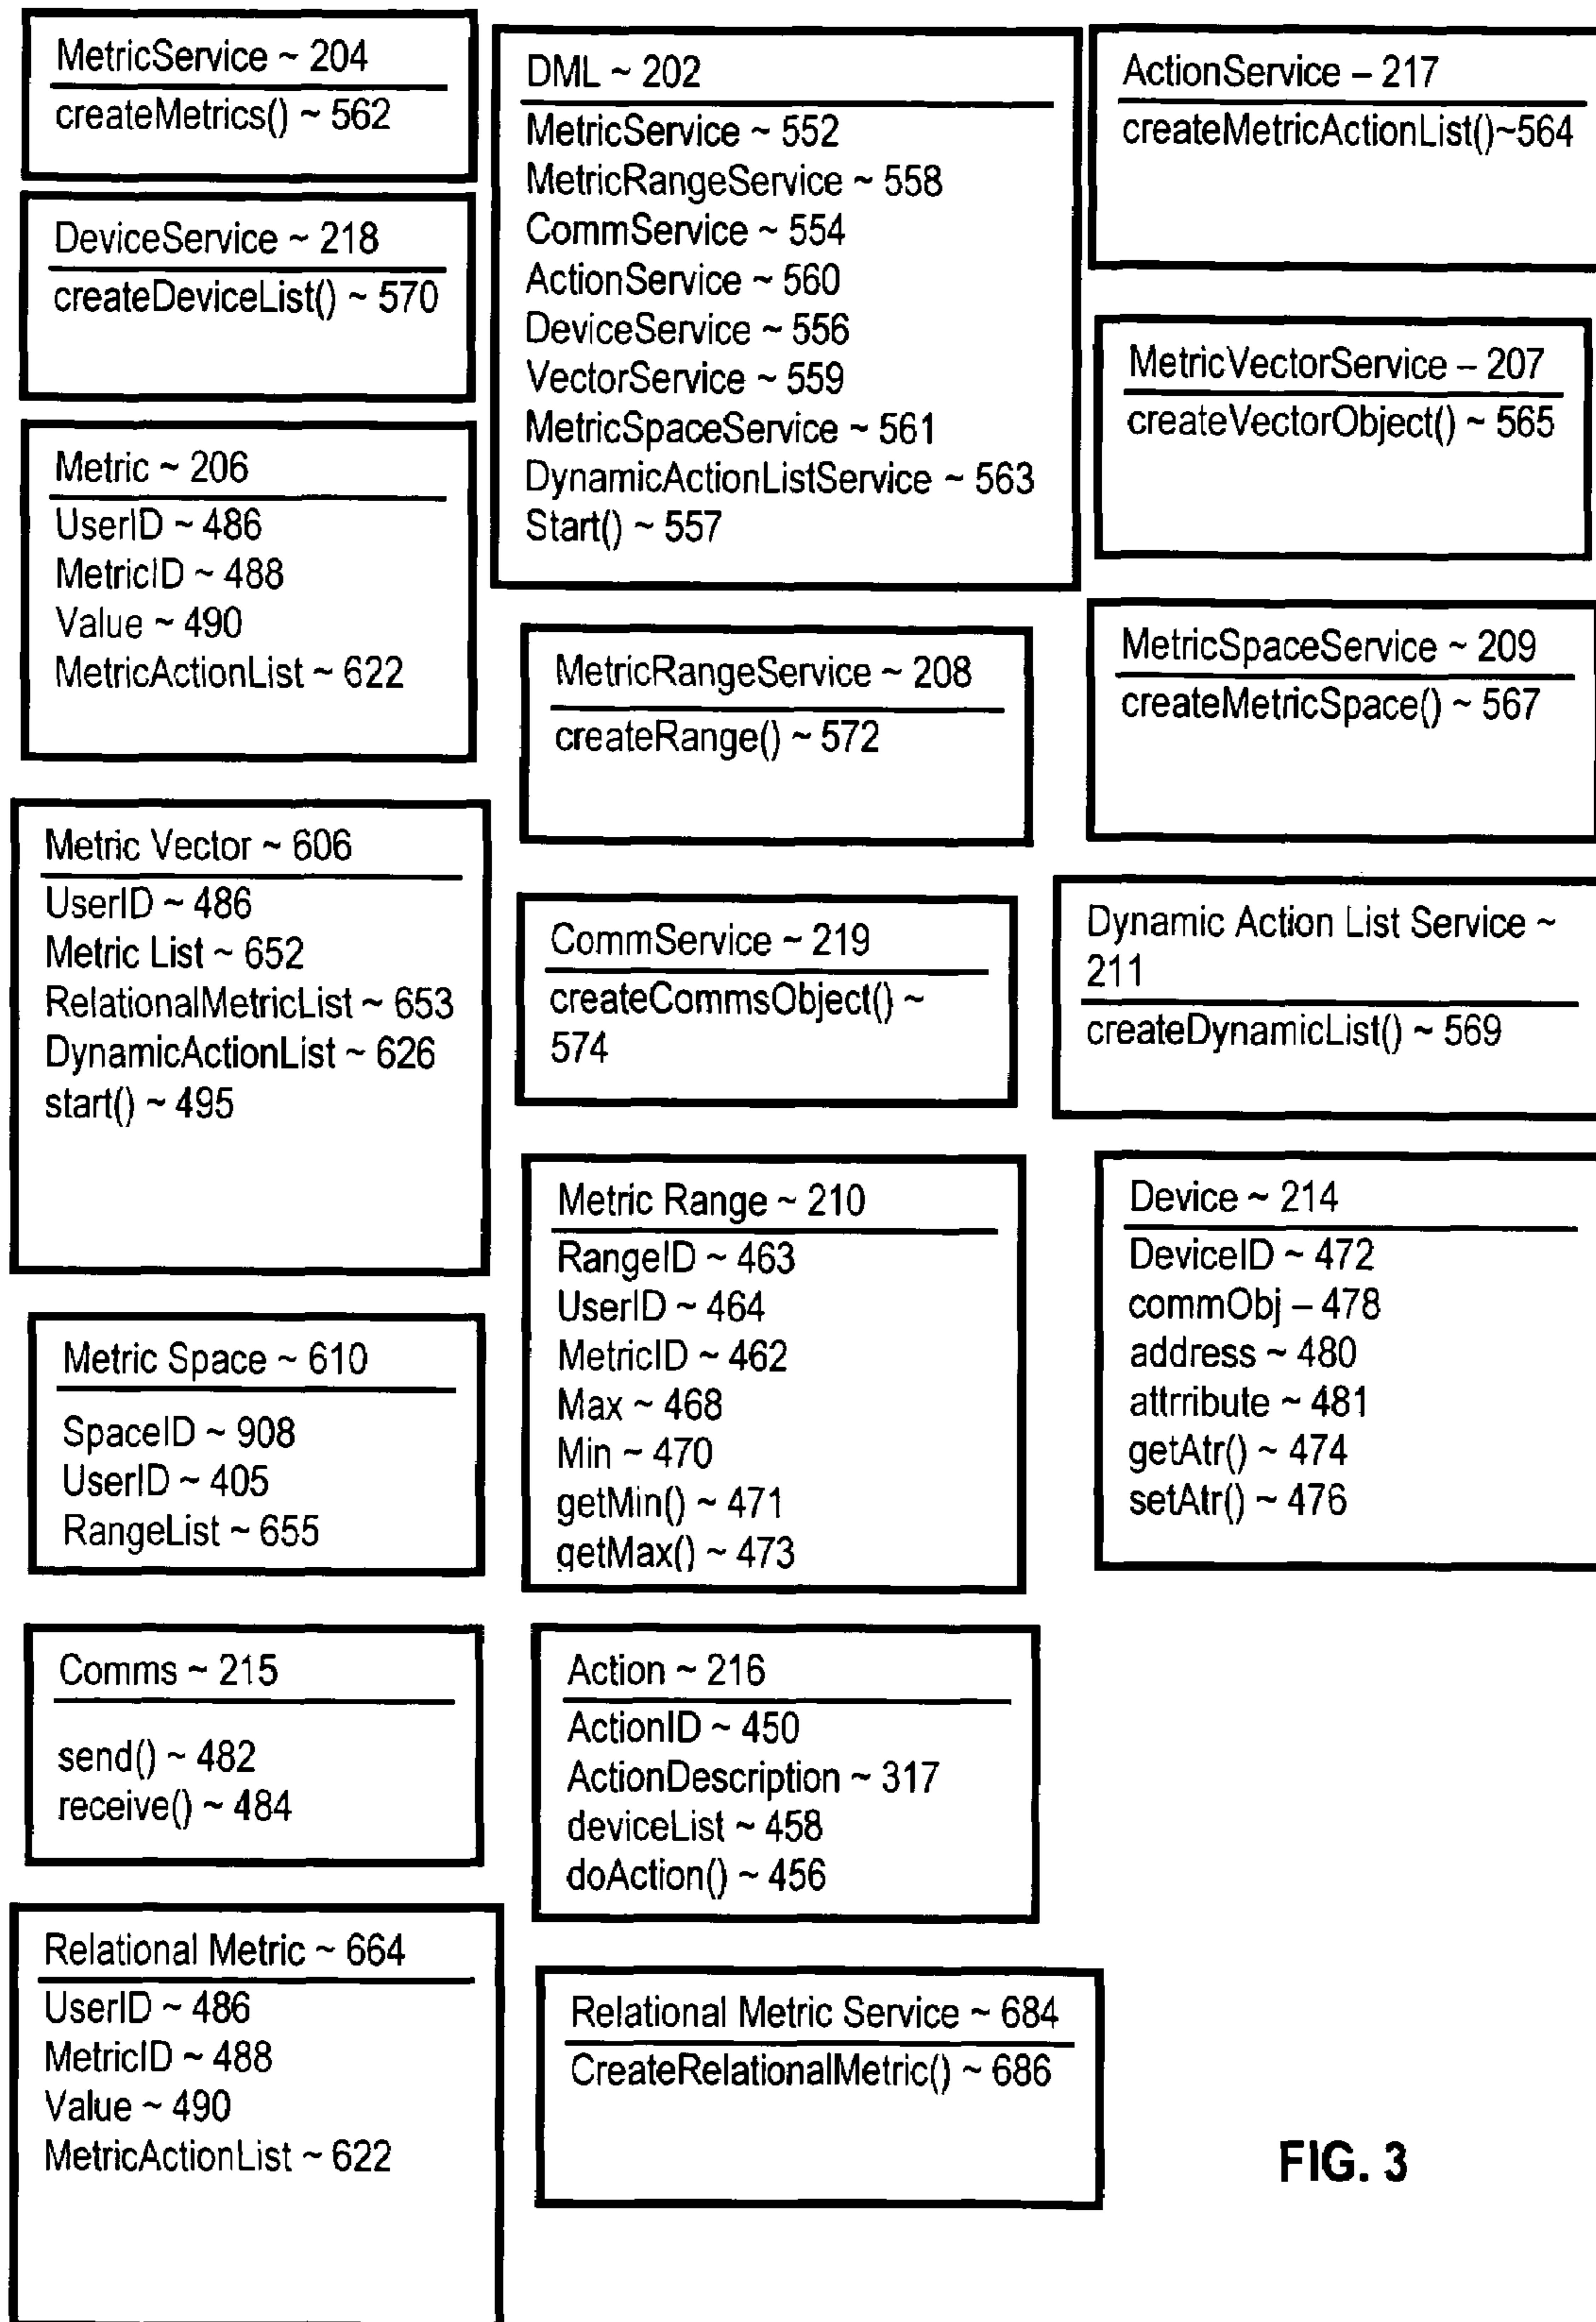 MetricService ~ 204
createMetrics() ~ 562
DeviceService ~ 218
createDeviceList() ~ 570
Metric ~ 206
UserID ~ 486
MetricID ~ 488
Value ~ 490
MetricActionList ~ 622
Metric Vector ~ 606
UserID ~ 486
Metric List ~ 652
RelationalMetricList ~ 653
DynamicActionList ~ 626
start() ~ 495
Metric Space ~ 610
SpaceID ~ 908
UserID ~ 405
RangeList ~ 655
Comms ~ 215
send() ~ 482
receive() ~ 484
Relational Metric ~ 664
UserID ~ 486
MetricID ~ 488
Value ~ 490
MetricActionList ~ 622
DML ~ 202
MetricService ~ 552
MetricRangeService ~ 558
CommService ~ 554
ActionService ~ 560
DeviceService ~ 556
VectorService ~ 559
MetricSpaceService ~ 561
DynamicActionListService ~ 563
Start() ~ 557
MetricRangeService ~ 208
createRange() ~ 572
CommService ~ 219
createCommsObject() ~
574
Metric Range ~ 210
RangeID ~ 463
UserID ~ 464
MetricID ~ 462
Max ~ 468
Min ~ 470
getMin() ~ 471
getMax() ~ 473
Action ~ 216
ActionID ~ 450
ActionDescription ~ 317
deviceList ~ 458
doAction() ~ 456
Relational Metric Service ~ 684
CreateRelationalMetric() ~ 686
ActionService – 217
createMetricActionList()~564
MetricVectorService – 207
createVectorObject() ~ 565
MetricSpaceService ~ 209
createMetricSpace() ~ 567
Dynamic Action List Service ~
211
createDynamicList() ~ 569
Device ~ 214
DeviceID ~ 472
commObj – 478
address ~ 480
attrribute ~ 481
getAtr() ~ 474
setAtr() ~ 476
FIG. 3